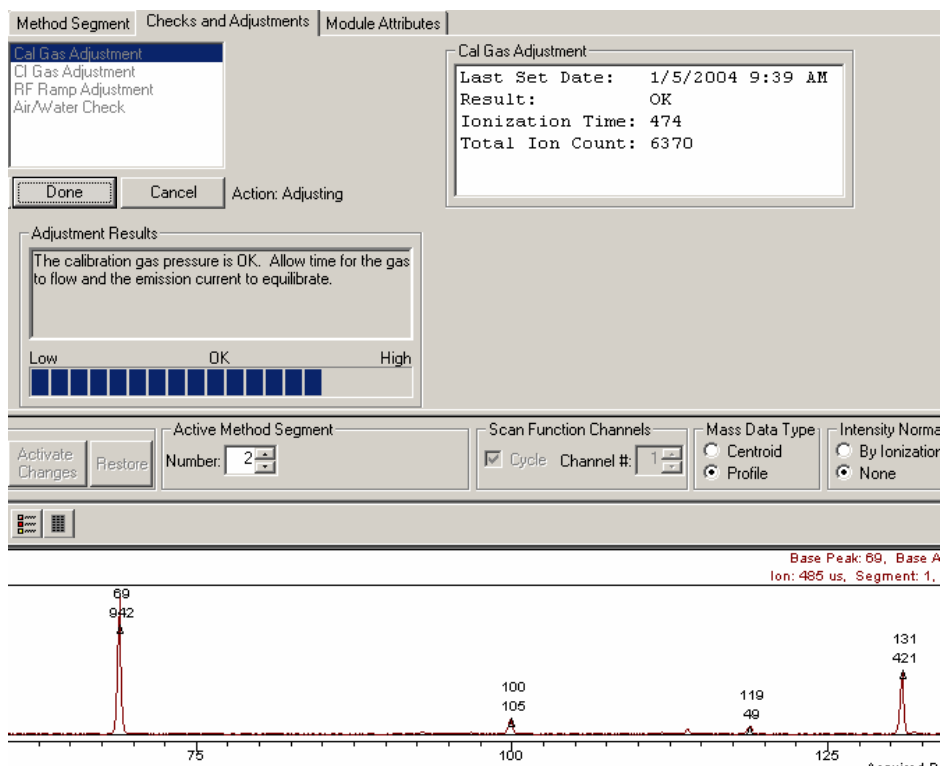 Method Segment Checks and Adjustments Module Attributes
Cal Gas Adjustment
CI Gas Adjustment
RF Ramp Adjustment
Air/Water Check
Cal Gas Adjustment
Last Set Date: 1/5/2004 9:39 AM
Result: OK
Ionization Time: 474
Total Ion Count: 6370
Done Cancel Action: Adjusting
Adjustment Results
The calibration gas pressure is OK. Allow time for the gas
to flow and the emission current to equilibrate.
Low OK High
Activate
Changes
Restore
Active Method Segment
Number: 2
Scan Function Channels
Cycle Channel #: 1
Mass Data Type
Centroid
Profile
Intensity Norma
By Ionization
None
Base Peak: 69, Base A
Ion: 485 us, Segment: 1,
69
942
100
105
119
49
131
421
75 100 125